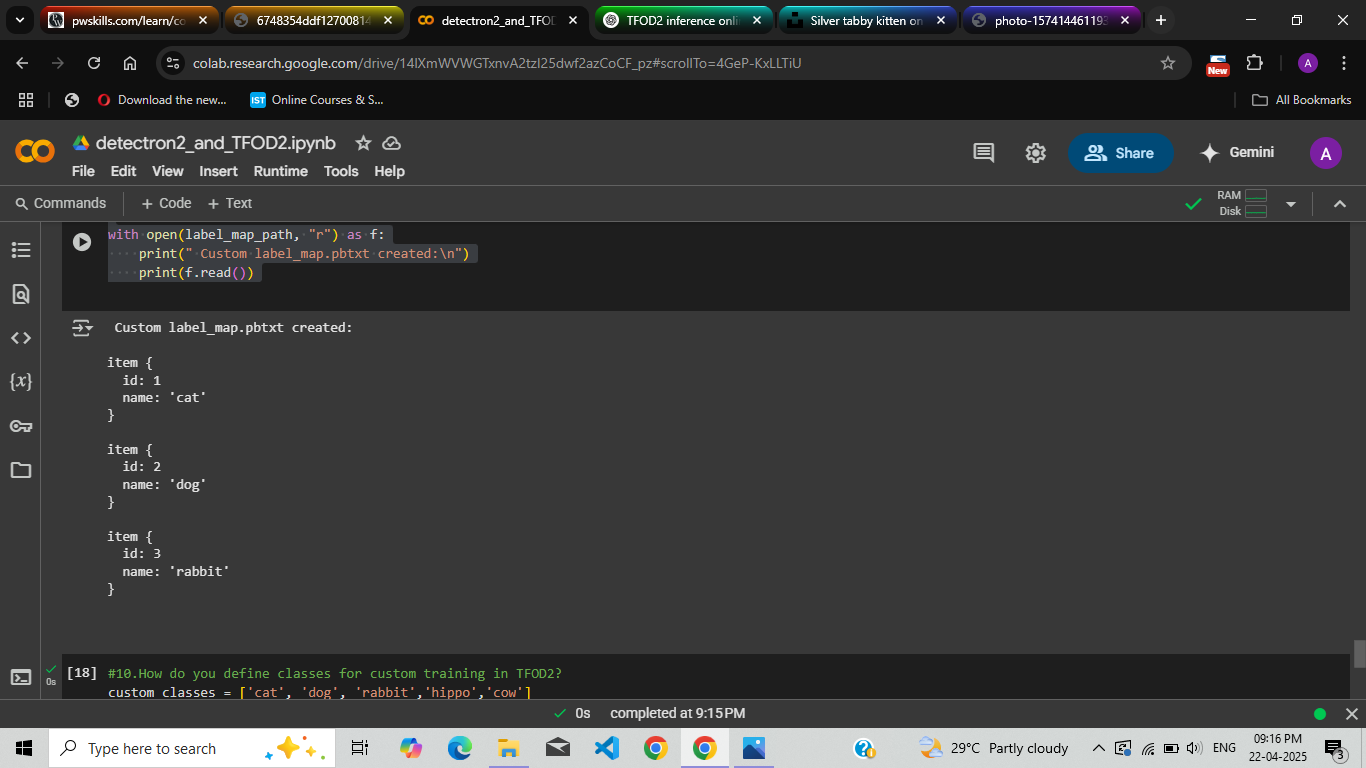 pwskills.com/learn/co
6748354ddf12700814
detectron2_and_TFOD
TFOD2 inference onli
Silver tabby kitten on
photo-157414461193
colab.research.google.com/drive/14IXmWVWGTxnvA2tzI25dwf2azCoCF_pz#scrollTo=4GeP-KxLLTiU
New
A
Download the new...
IST
Online Courses & S...
All Bookmarks
detectron2_and_TFOD2.ipynb
File Edit View Insert Runtime Tools Help
Share
Gemini
A
Commands
+ Code + Text
RAM
Disk
with open(label_map_path, "r") as f:
print(" Custom label_map.pbtxt created:\n")
print(f.read())
Custom label_map.pbtxt created:
item {
id: 1
name: 'cat'
}
item {
id: 2
name: 'dog'
}
item {
id: 3
name: 'rabbit'
}
[18] #10.How do you define classes for custom training in TFOD2?
0s
custom_classes = ['cat', 'dog', 'rabbit','hippo','cow']
0s completed at 9:15 PM
Type here to search
29°C Partly cloudy
ENG
09:16 PM
22-04-2025
3